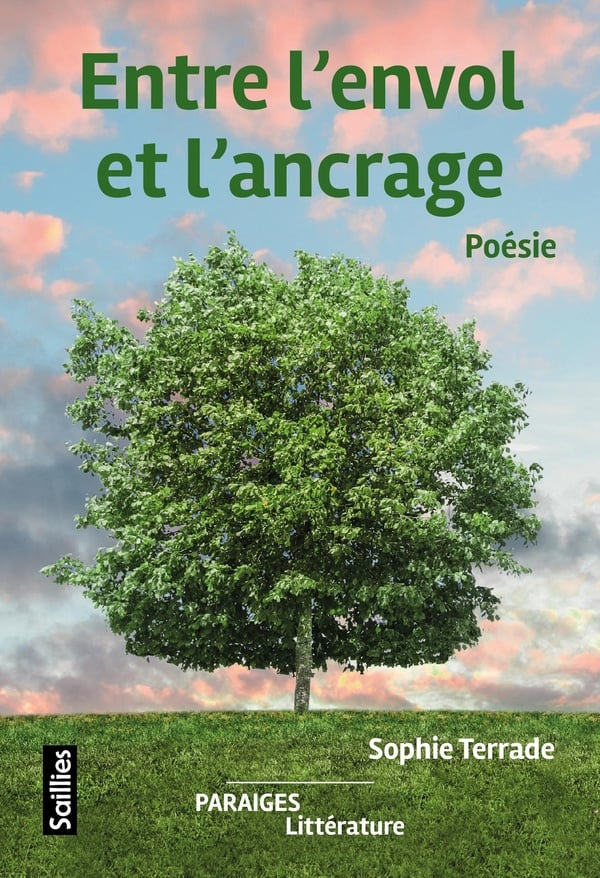 Entre l’envol
et l’ancrage
Poésie
Sophie Terrade
Saillies
PARAIGES
Littérature